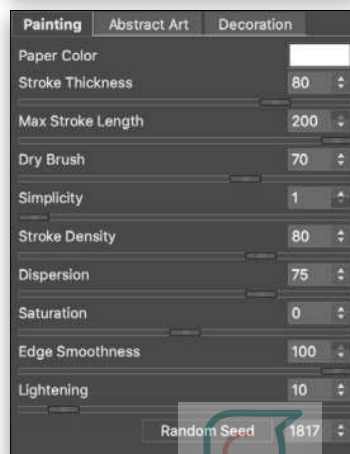 Painting Abstract Art Decoration
Paper Color
Stroke Thickness 80
Max Stroke Length 200
Dry Brush 70
Simplicity 1
Stroke Density 80
Dispersion 75
Saturation 0
Edge Smoothness 100
Lightening 10
Random Seed 1817